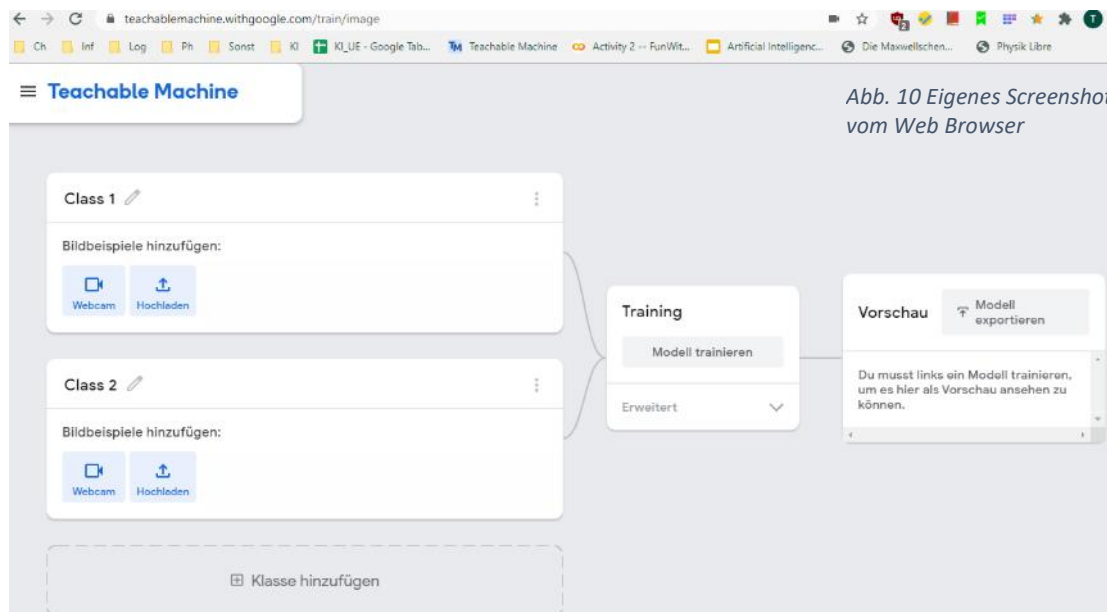 teachablemachine.withgoogle.com/train/image
Ch Inf Log Ph Sonst KI KI_UE - Google Tab... Teachable Machine Activity 2 -- FunWit... Artificial Intelligenc... Die Maxwellschen... Physik Libre
Teachable Machine
Abb. 10 Eigenes Screenshot
vom Web Browser
Class 1
Bildbeispiele hinzufügen:
Webcam Hochladen
Class 2
Bildbeispiele hinzufügen:
Webcam Hochladen
Klasse hinzufügen
Training
Modell trainieren
Erweitert
Vorschau
Modell
exportieren
Du musst links ein Modell trainieren,
um es hier als Vorschau ansehen zu
können.